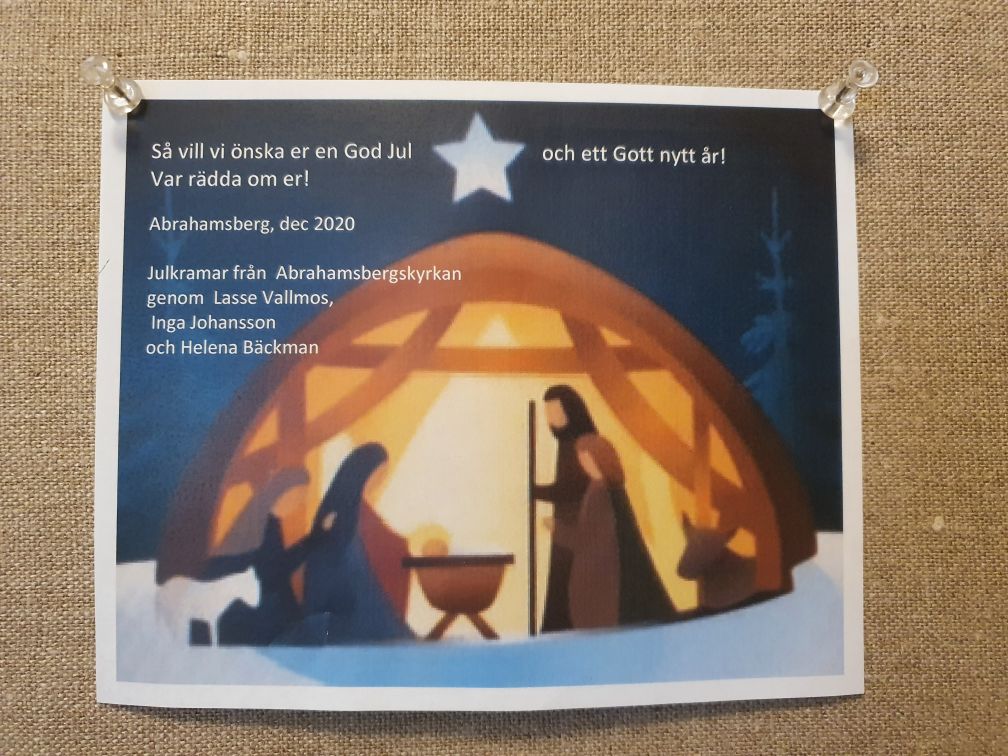 Så vill vi önska er en God Jul och ett Gott nytt år!
Var rädda om er!
Abrahamsberg, dec 2020
Julkramar från Abrahamsbergskyrkan
genom Lasse Vallmos,
Inga Johansson
och Helena Bäckman